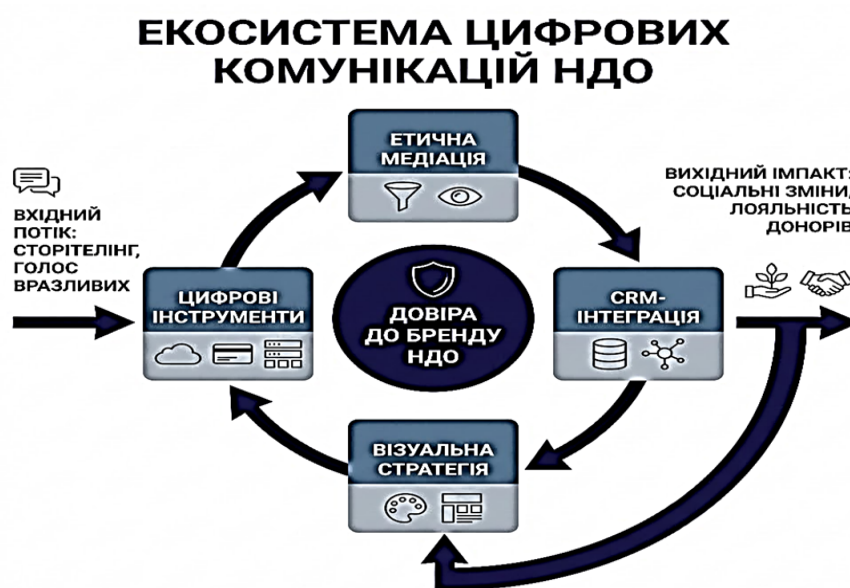 ЕКОСИСТЕМА ЦИФРОВИХ
КОМУНІКАЦІЙ НДО
ЕТИЧНА
МЕДІАЦІЯ
ВХІДНИЙ
ПОТІК:
СТОРІТЕЛІНГ,
ГОЛОС
ВРАЗЛИВИХ
ВИХІДНИЙ ІМПАКТ:
СОЦІАЛЬНІ ЗМІНИ,
ЛОЯЛЬНІСТЬ
ДОНОРІВ
ЦИФРОВІ
ІНСТРУМЕНТИ
ДОВІРА
ДО БРЕНДУ
НДО
CRM-
ІНТЕГРАЦІЯ
ВІЗУАЛЬНА
СТРАТЕГІЯ